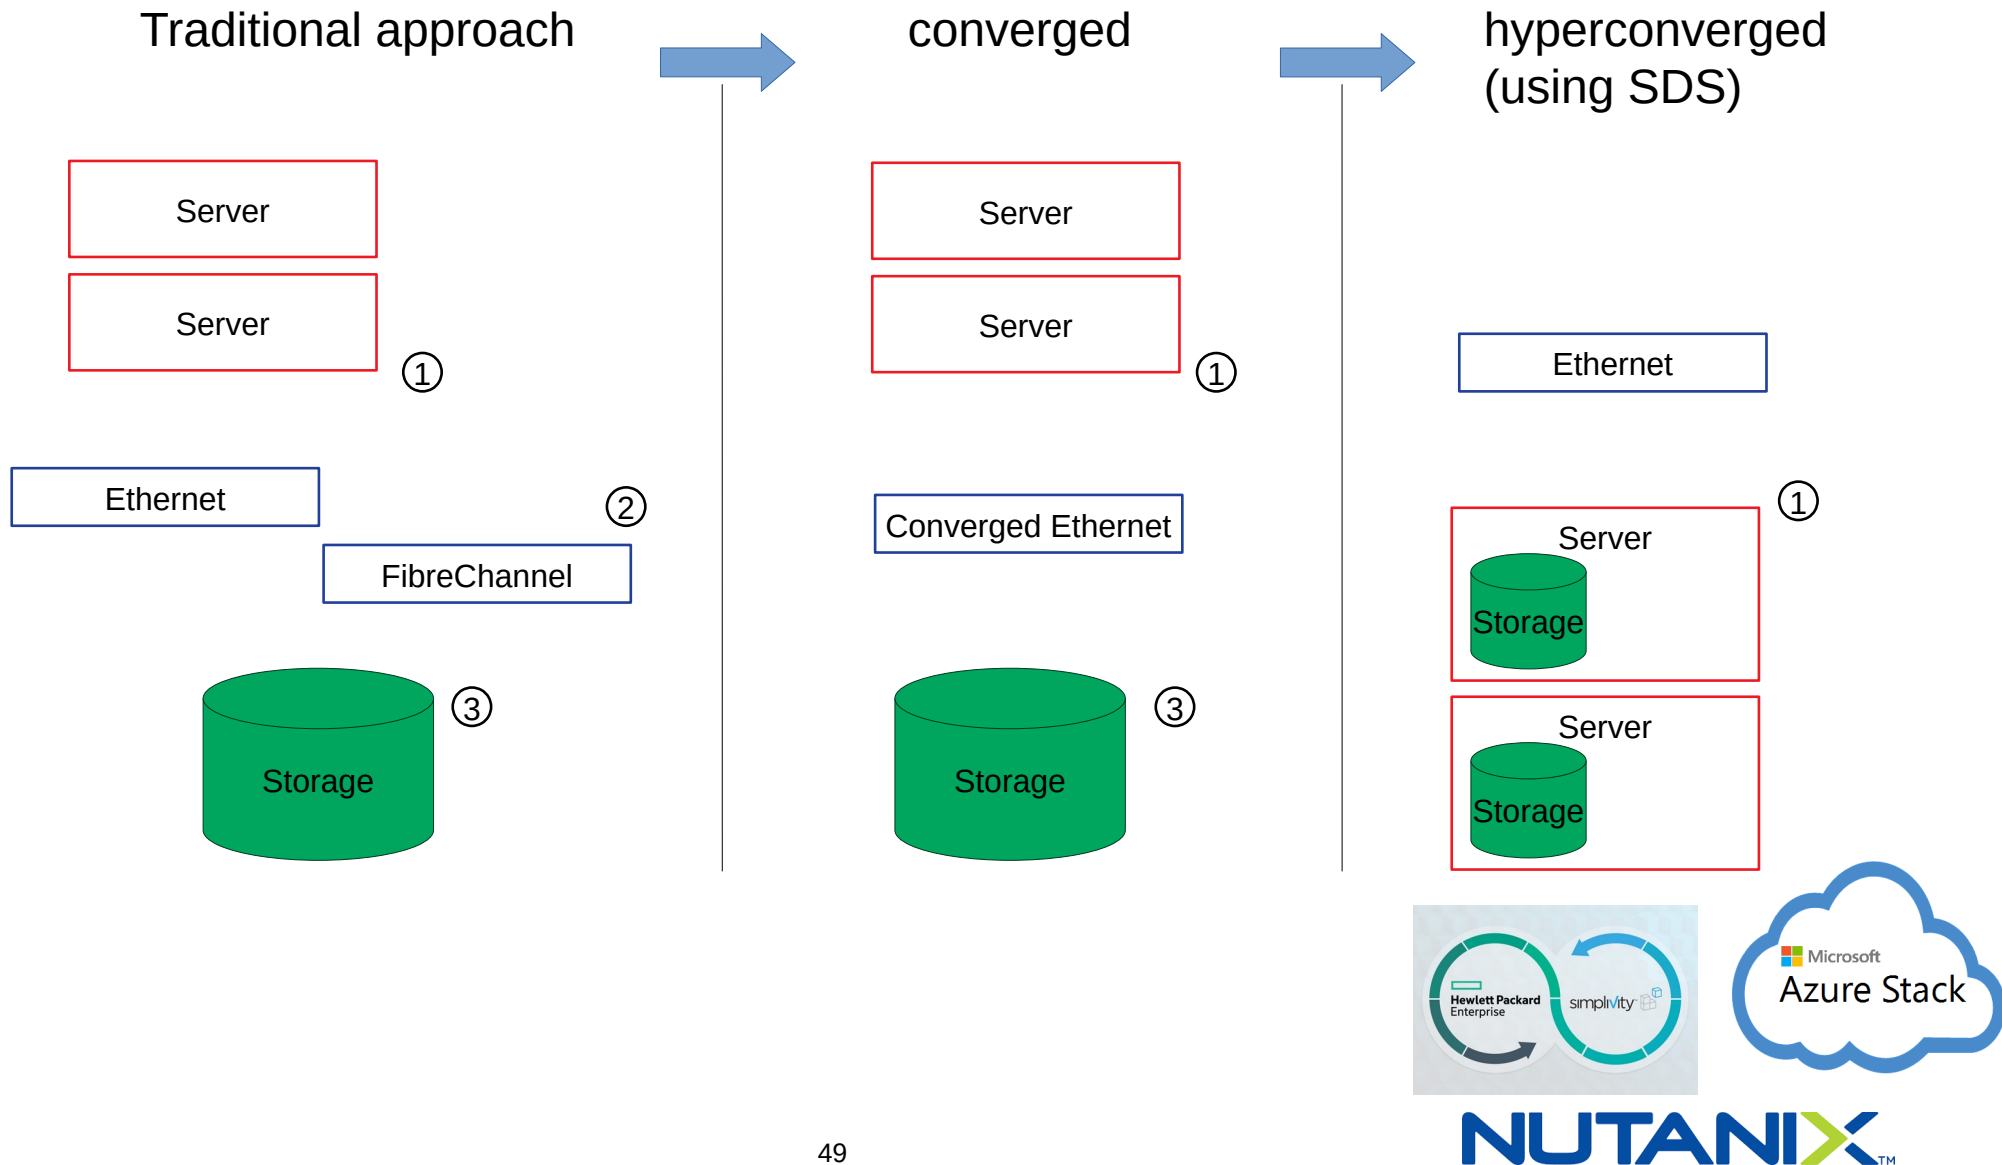 Traditional approach
converged
hyperconverged
(using SDS)
Server
Server
1
Ethernet
2
FibreChannel
3
Storage
Server
Server
1
Converged Ethernet
3
Storage
Ethernet
1
Server
Storage
Server
Storage
Hewlett Packard
Enterprise
simplivity
Microsoft
Azure Stack
NUTANIX™
49